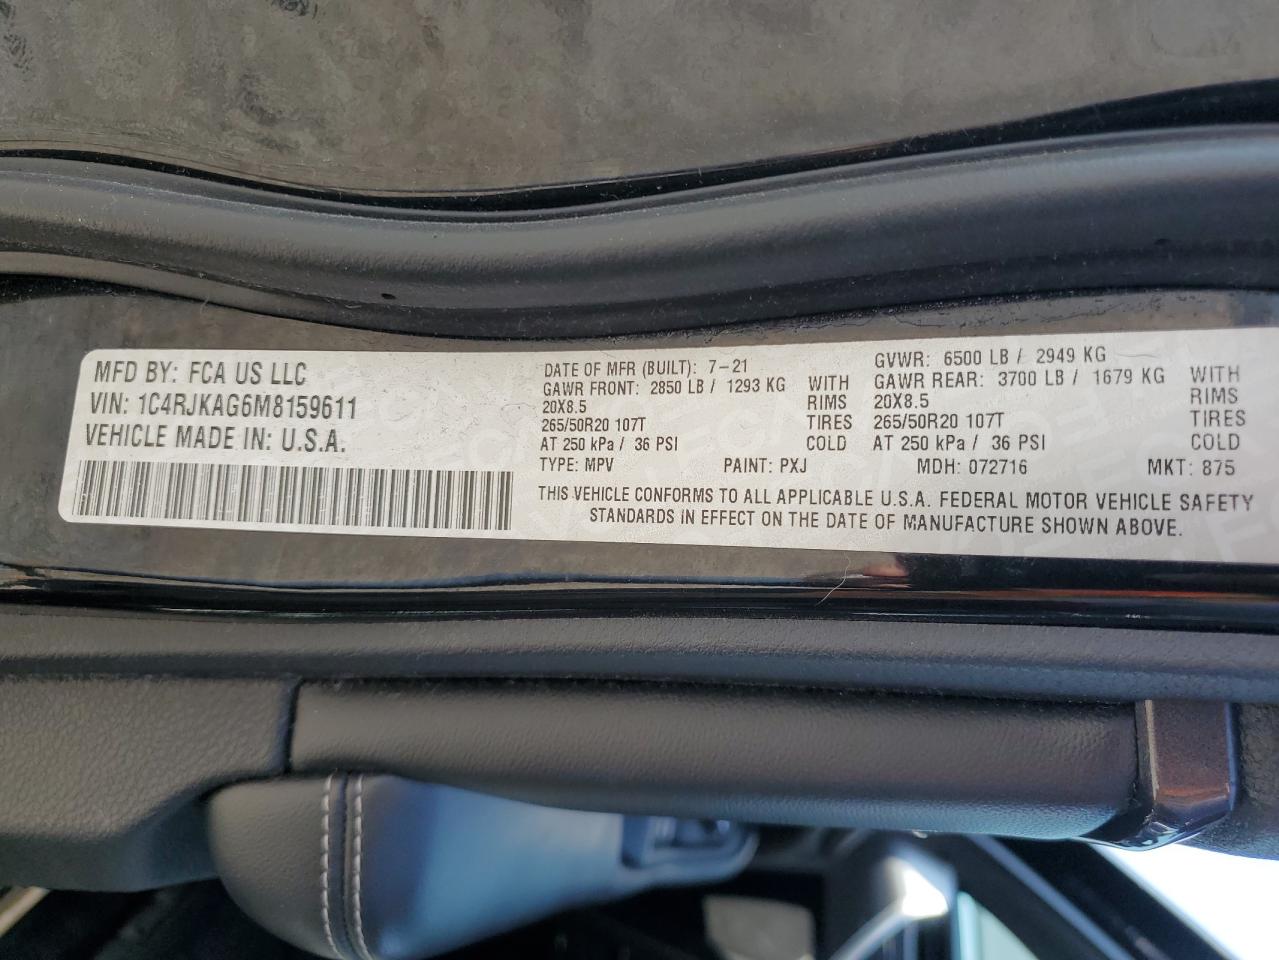 MFD BY: FCA US LLC
VIN: 1C4RJKAG6M8159611
VEHICLE MADE IN: U.S.A.
DATE OF MFR (BUILT): 7-21
GAWR FRONT: 2850 LB / 1293 KG WITH
20X8.5 RIMS
265/50R20 107T TIRES
AT 250 kPa / 36 PSI COLD
GVWR: 6500 LB / 2949 KG
GAWR REAR: 3700 LB / 1679 KG WITH
20X8.5 RIMS
265/50R20 107T TIRES
AT 250 kPa / 36 PSI COLD
TYPE: MPV PAINT: PXJ MDH: 072716 MKT: 875
THIS VEHICLE CONFORMS TO ALL APPLICABLE U.S.A. FEDERAL MOTOR VEHICLE SAFETY
STANDARDS IN EFFECT ON THE DATE OF MANUFACTURE SHOWN ABOVE.